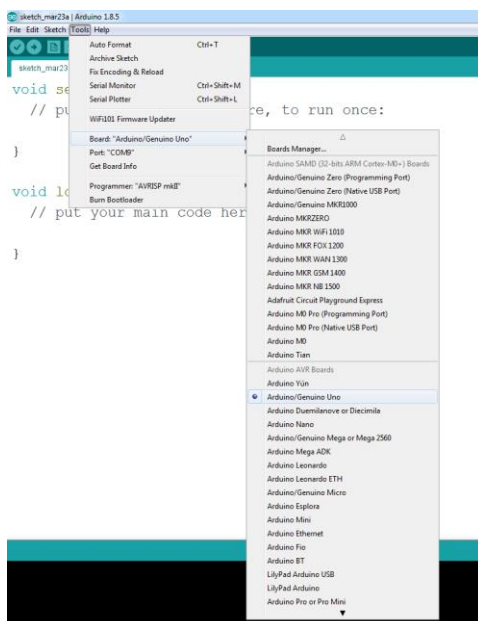 sketch_mar23a | Arduino 1.8.5
File Edit Sketch Tools Help
sketch_mar23
Auto Format Ctrl+T
Archive Sketch
Fix Encoding & Reload
Serial Monitor Ctrl+Shift+M
Serial Plotter Ctrl+Shift+L
WiFi101 Firmware Updater
Board: "Arduino/Genuino Uno"
Port: "COM9"
Get Board Info
Programmer: "AVRISP mkII"
Burn Bootloader
void se
// pu re, to run once:
}
void lo
// put your main code her
}
Boards Manager...
Arduino SAMD (32-bits ARM Cortex-M0+) Boards
Arduino/Genuino Zero (Programming Port)
Arduino/Genuino Zero (Native USB Port)
Arduino/Genuino MKR1000
Arduino MKRZERO
Arduino MKR WiFi 1010
Arduino MKR FOX 1200
Arduino MKR WAN 1300
Arduino MKR GSM 1400
Arduino MKR NB 1500
Adafruit Circuit Playground Express
Arduino M0 Pro (Programming Port)
Arduino M0 Pro (Native USB Port)
Arduino M0
Arduino Tian
Arduino AVR Boards
Arduino Yún
Arduino/Genuino Uno
Arduino Duemilanove or Diecimila
Arduino Nano
Arduino/Genuino Mega or Mega 2560
Arduino Mega ADK
Arduino Leonardo
Arduino Leonardo ETH
Arduino/Genuino Micro
Arduino Esplora
Arduino Mini
Arduino Ethernet
Arduino Fio
Arduino BT
LilyPad Arduino USB
LilyPad Arduino
Arduino Pro or Pro Mini